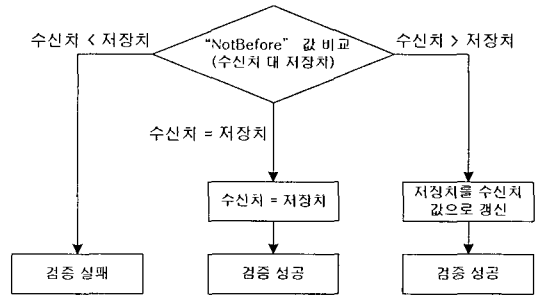 수신치 < 저장치
“NotBefore” 값 비교
(수신치 대 저장치)
수신치 > 저장치
수신치 = 저장치
수신치 = 저장치
저장치를 수신치
값으로 갱신
검증 실패
검증 성공
검증 성공